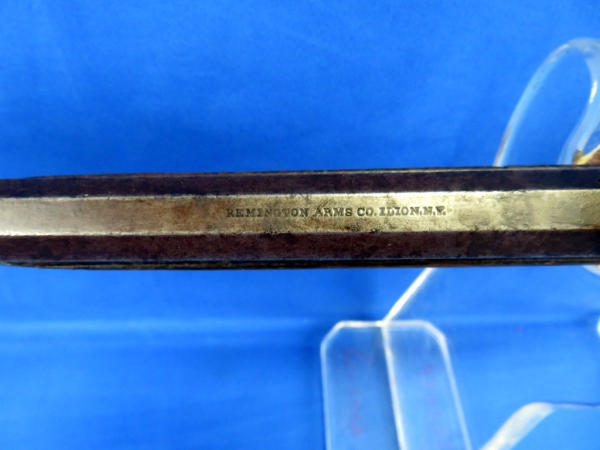 REMINGTON ARMS CO. ILION, N.Y.